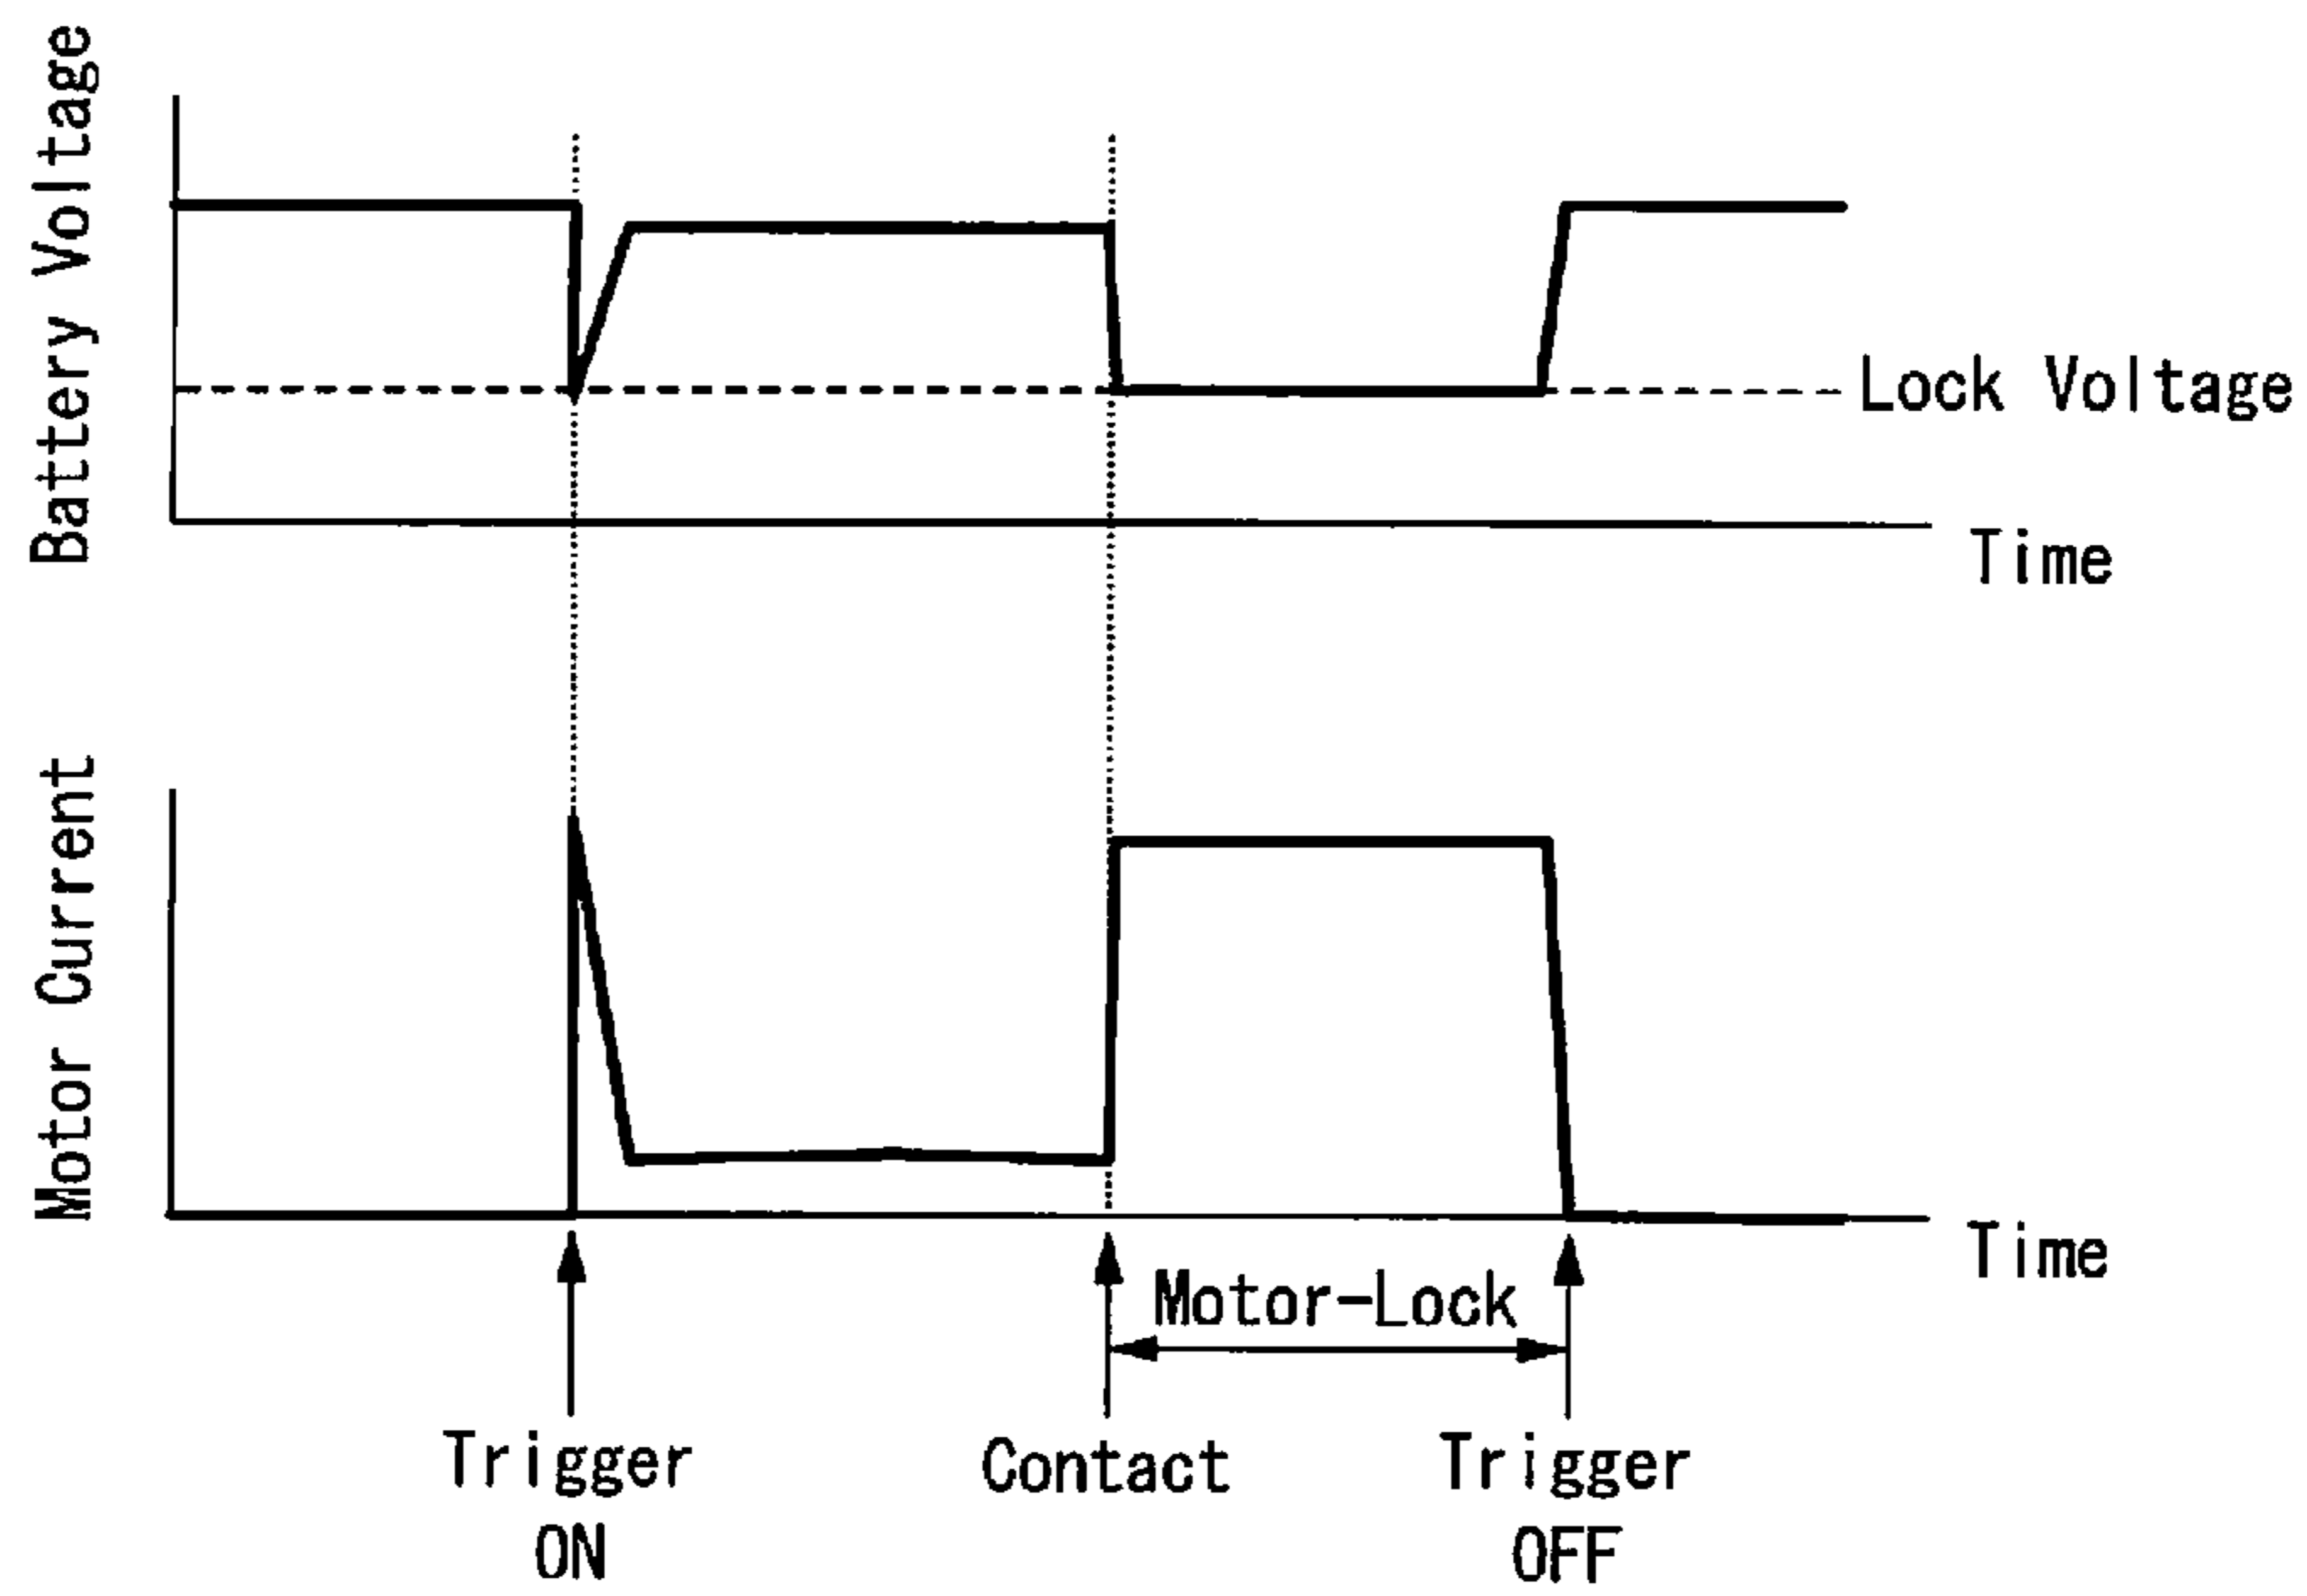 Battery Voltage
Lock Voltage
Time
Motor Current
Time
Motor-Lock
Trigger
ON
Contact
Trigger
OFF